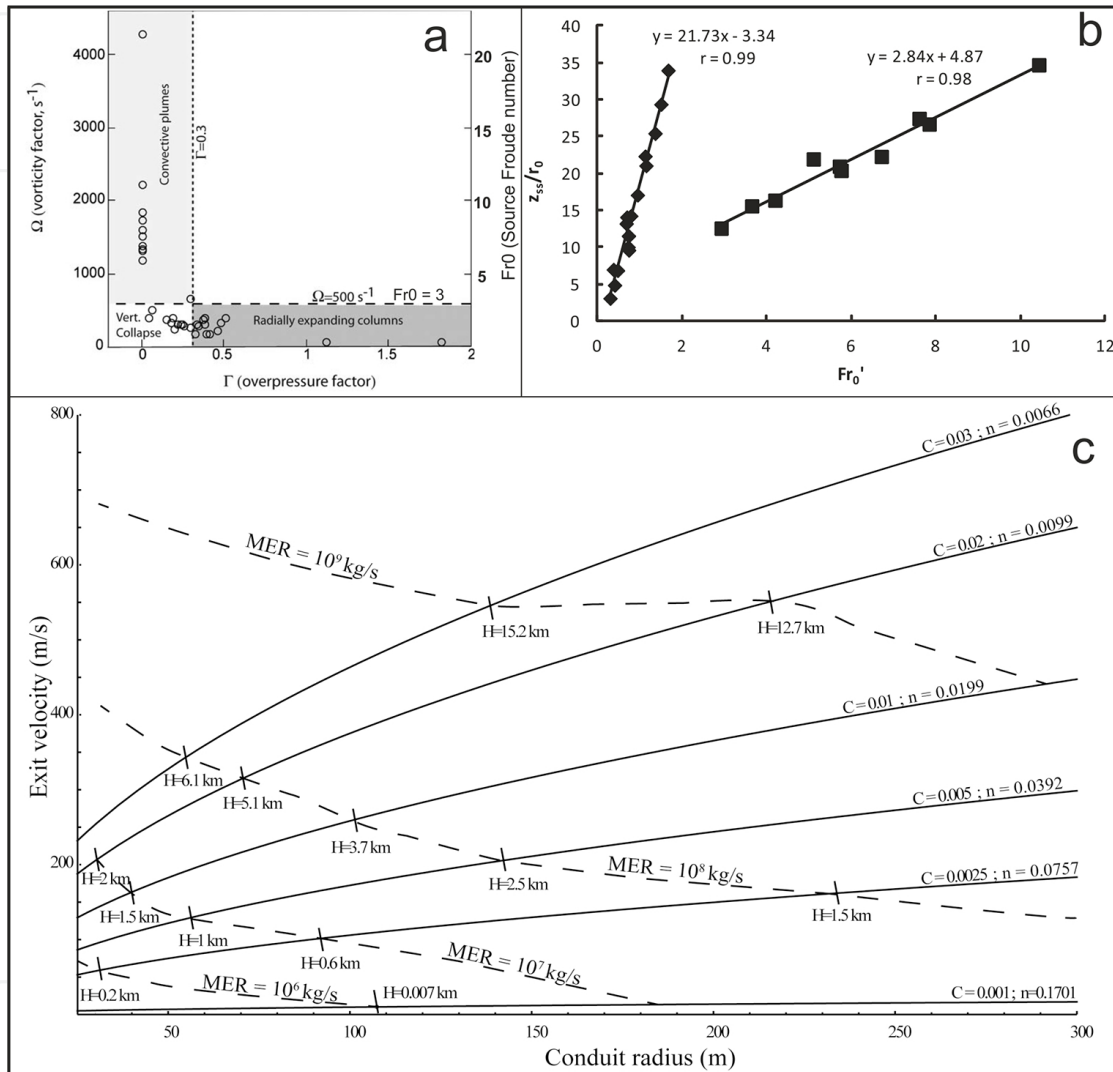 a
4000
3000
2000
1000
0
Ω (vorticity factor, s⁻¹)
Convective plumes
Γ=0.3
20
15
10
5
Fr0 (Source Froude number)
Ω=500 s⁻¹
Fr0 = 3
Vert.
Collapse
Radially expanding columns
0
0.5
1
1.5
2
Γ (overpressure factor)
b
y = 21.73x - 3.34
r = 0.99
y = 2.84x + 4.87
r = 0.98
40
35
30
25
20
15
10
5
0
z_ss/r_0
0
2
4
6
8
10
12
Fr_0'
c
800
600
400
200
Exit velocity (m/s)
C=0.03 ; n = 0.0066
C=0.02 ; n = 0.0099
C=0.01 ; n = 0.0199
C=0.005 ; n = 0.0392
C=0.0025 ; n = 0.0757
C=0.001; n=0.1701
MER = 10⁹ kg/s
H=15.2 km
H=12.7 km
H=6.1 km
H=5.1 km
H=3.7 km
H=2.5 km
MER = 10⁸ kg/s
H=1.5 km
H=2 km
H=1.5 km
H=1 km
H=0.6 km
MER = 10⁷ kg/s
H=0.2 km
MER = 10⁶ kg/s
H=0.007 km
50
100
150
200
250
300
Conduit radius (m)